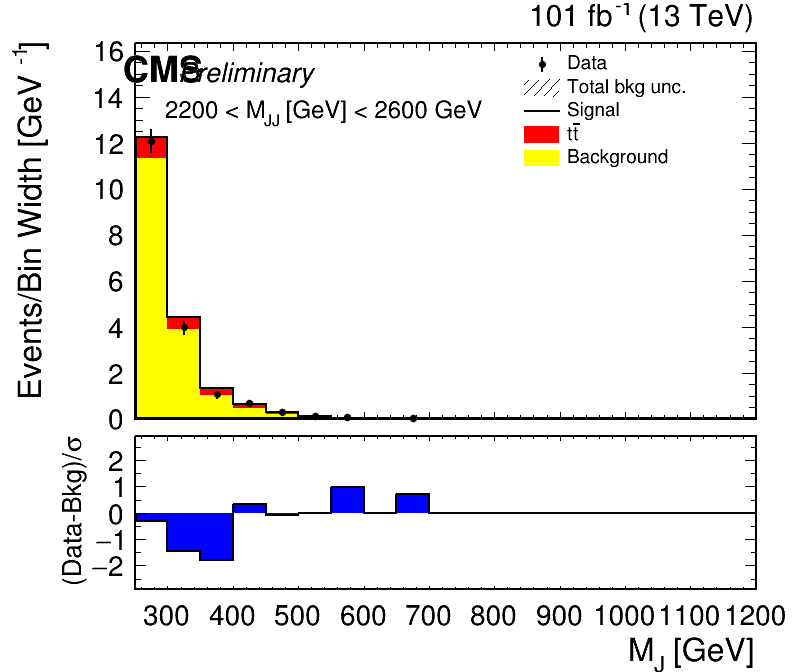 101 fb⁻¹ (13 TeV)
CMS Preliminary
2200 < M_JJ [GeV] < 2600 GeV
Data
Total bkg unc.
Signal
tt̄
Background
Events/Bin Width [GeV⁻¹]
16
14
12
10
8
6
4
2
0
(Data-Bkg)/σ
2
1
0
−1
−2
300 400 500 600 700 800 900 1000 1100 1200
M_J [GeV]